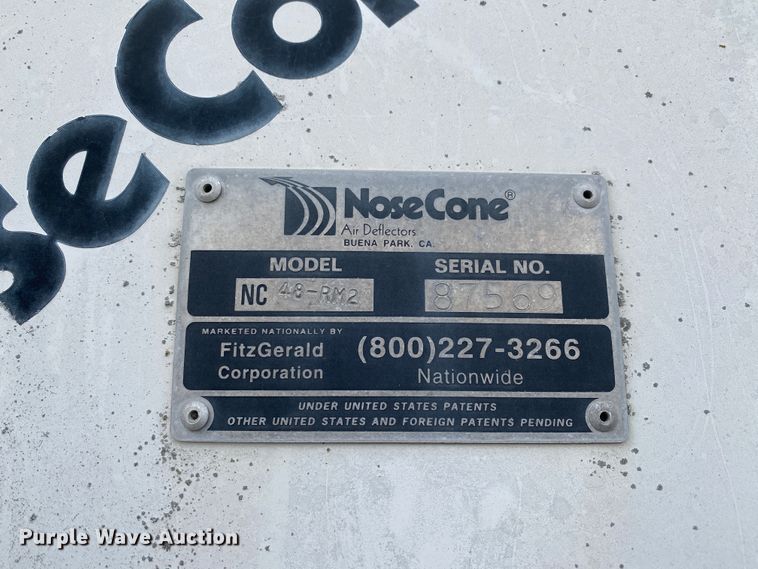 seCon
NoseCone®
Air Deflectors
BUENA PARK, CA.
MODEL
SERIAL NO.
NC 48-RM2
87569
MARKETED NATIONALLY BY
FitzGerald
Corporation
(800)227-3266
Nationwide
UNDER UNITED STATES PATENTS
OTHER UNITED STATES AND FOREIGN PATENTS PENDING
Purple Wave Auction